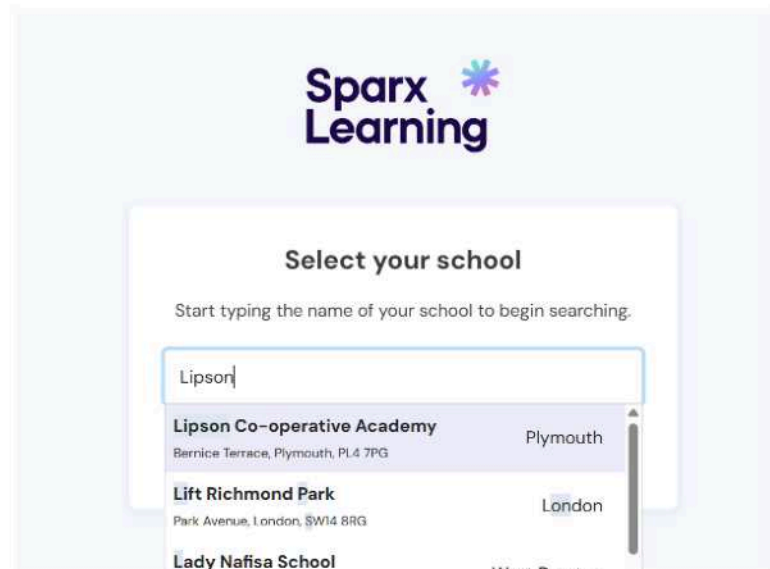 Sparx
Learning
Select your school
Start typing the name of your school to begin searching.
Lipson
Lipson Co-operative Academy
Plymouth
Bernice Terrace, Plymouth, PL4 7PG
Lift Richmond Park
London
Park Avenue, London, SW14 8RG
Lady Nafisa School